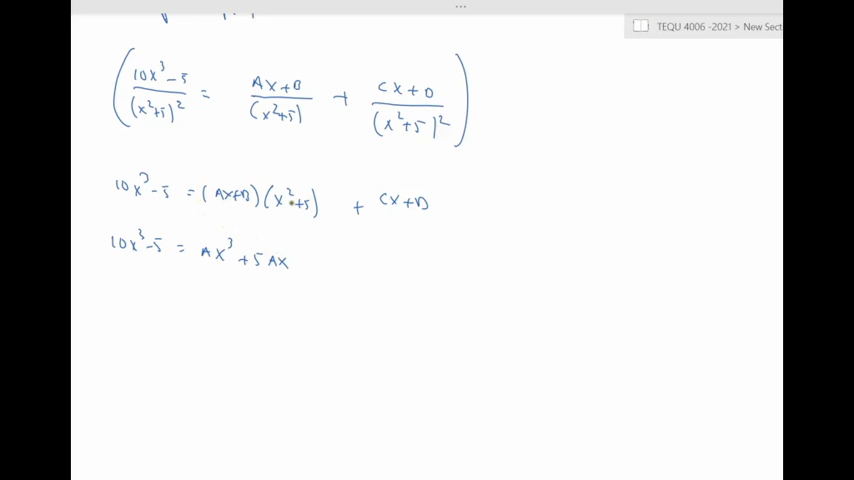 TEQU 4006 -2021 > New Sect
(10x³-5/(x²+5)² = Ax+B/(x²+5) + Cx+D/(x²+5)²)
10x³-5 = (Ax+B)(x²+5) + Cx+D
10x³-5 = Ax³ + 5Ax